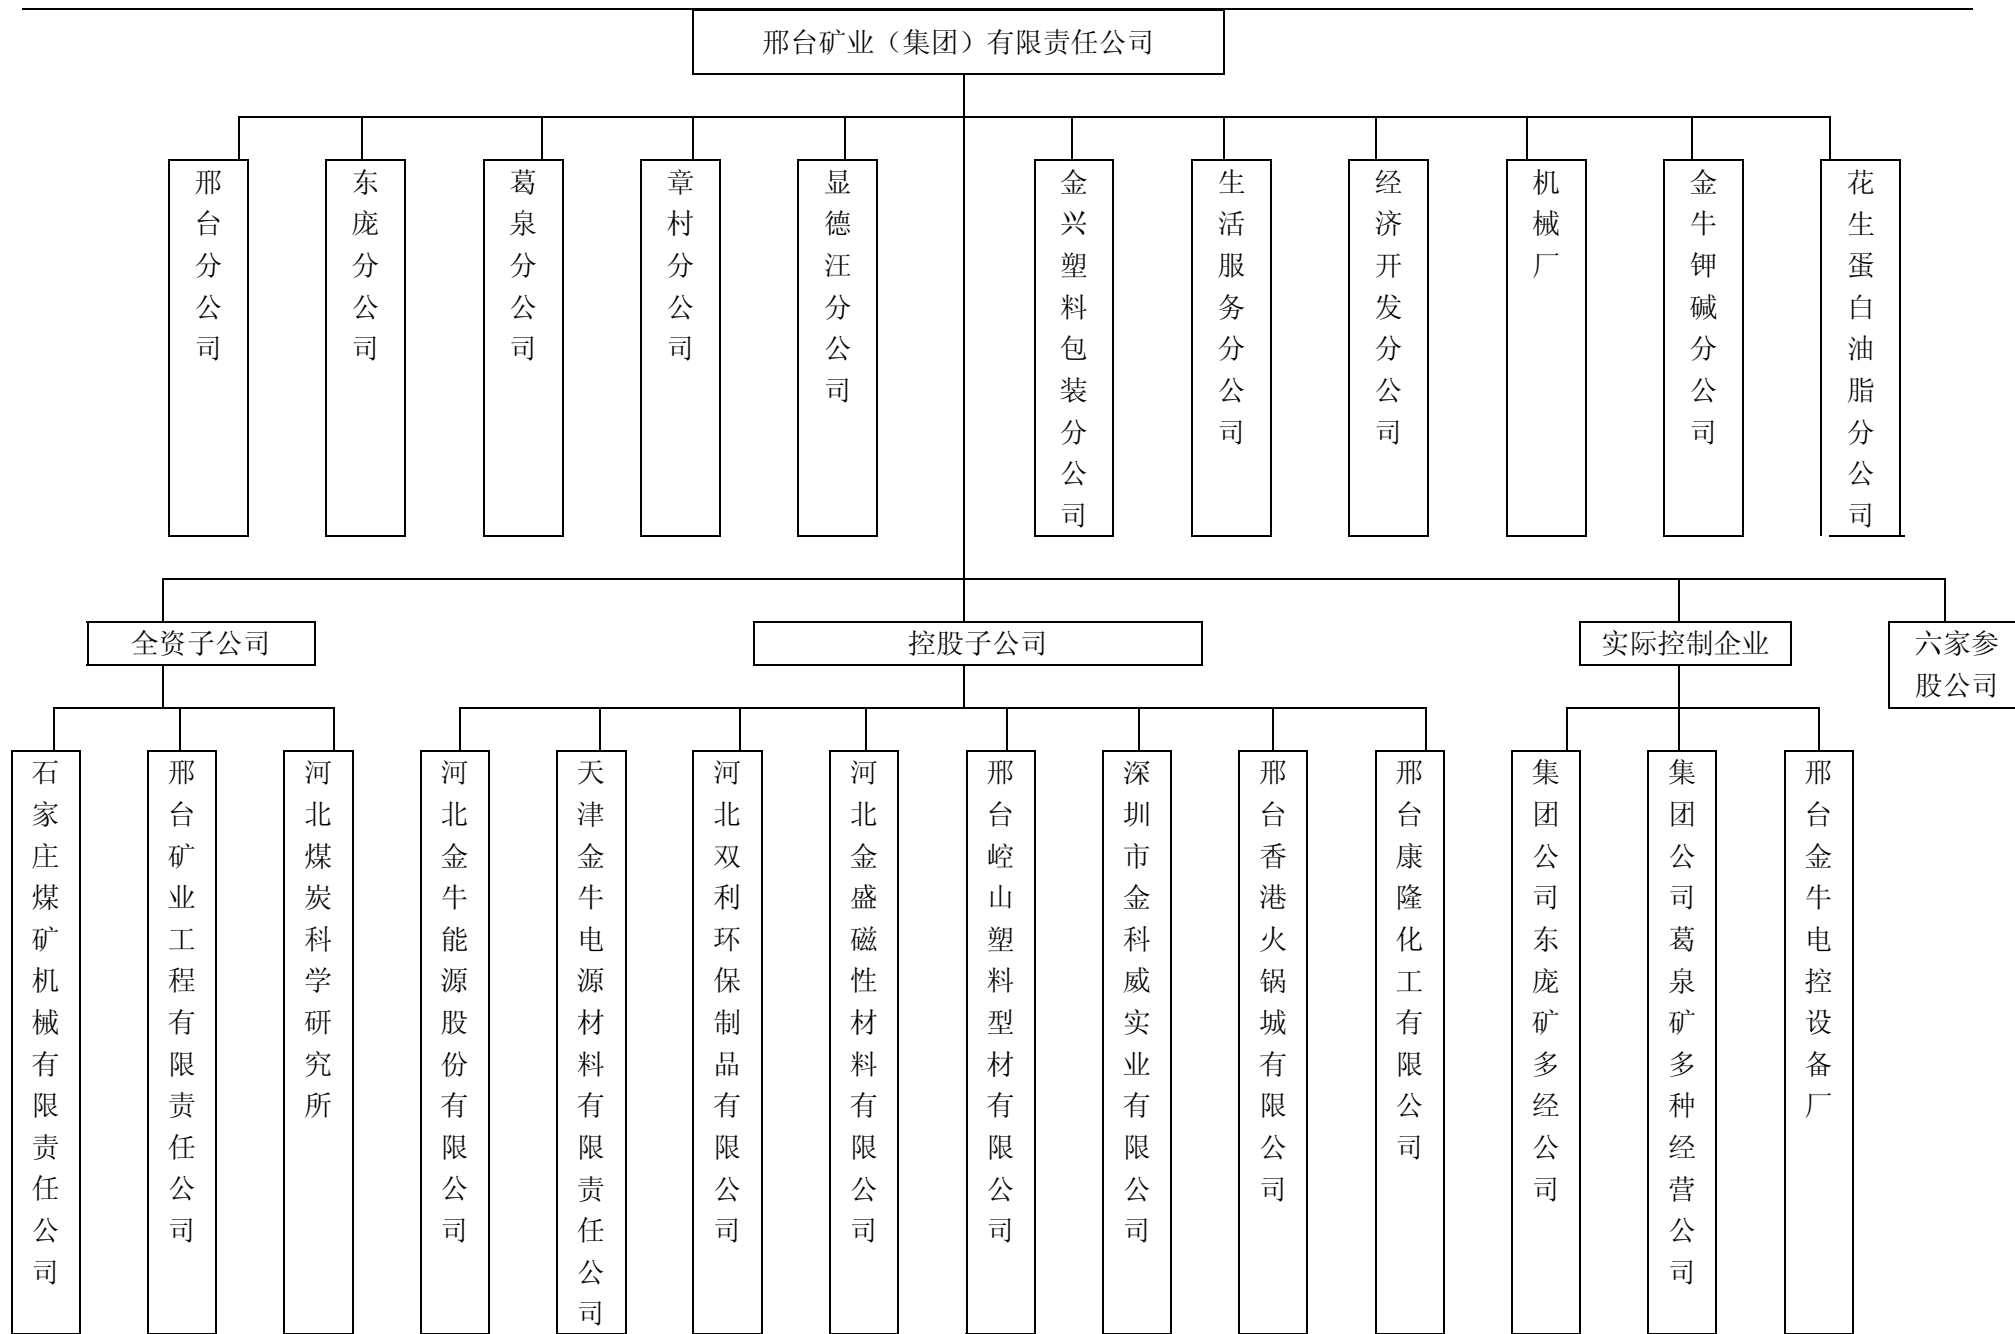 邢台矿业（集团）有限责任公司
邢台分公司
东庞分公司
葛泉分公司
章村分公司
显德汪分公司
金兴塑料包装分公司
生活服务分公司
经济开发分公司
机械厂
金牛钾碱分公司
花生蛋白油脂分公司
全资子公司
控股子公司
实际控制企业
六家参
股公司
石家庄煤矿机械有限责任公司
邢台矿业工程有限责任公司
河北煤炭科学研究所
河北金牛能源股份有限公司
天津金牛电源材料有限责任公司
河北双利环保制品有限公司
河北金盛磁性材料有限公司
邢台崆山塑料型材有限公司
深圳市金科威实业有限公司
邢台香港火锅城有限公司
邢台康隆化工有限公司
集团公司东庞矿多经公司
集团公司葛泉矿多种经营公司
邢台金牛电控设备厂